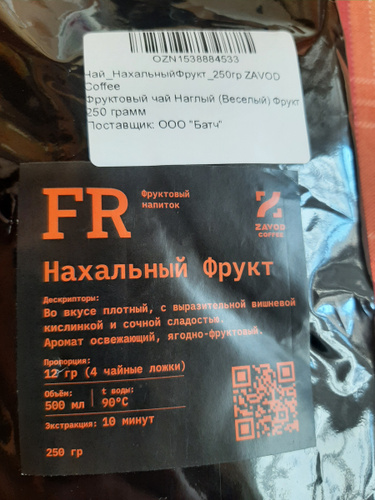 OZN1538884533
Чай_НахальныйФрукт_250гр ZAVOD
Coffee
Фруктовый чай Наглый (Веселый) Фрукт
250 грамм
Поставщик: ООО "Батч"
FR
Фруктовый
напиток
ZAVOD
COFFEE
Нахальный Фрукт
Дескрипторы:
Во вкусе плотный, с выразительной вишневой
кислинкой и сочной сладостью.
Аромат освежающий, ягодно-фруктовый.
Пропорция:
12 гр (4 чайные ложки)
Объём:
500 мл
t воды:
90°C
Экстракция: 10 минут
250 гр